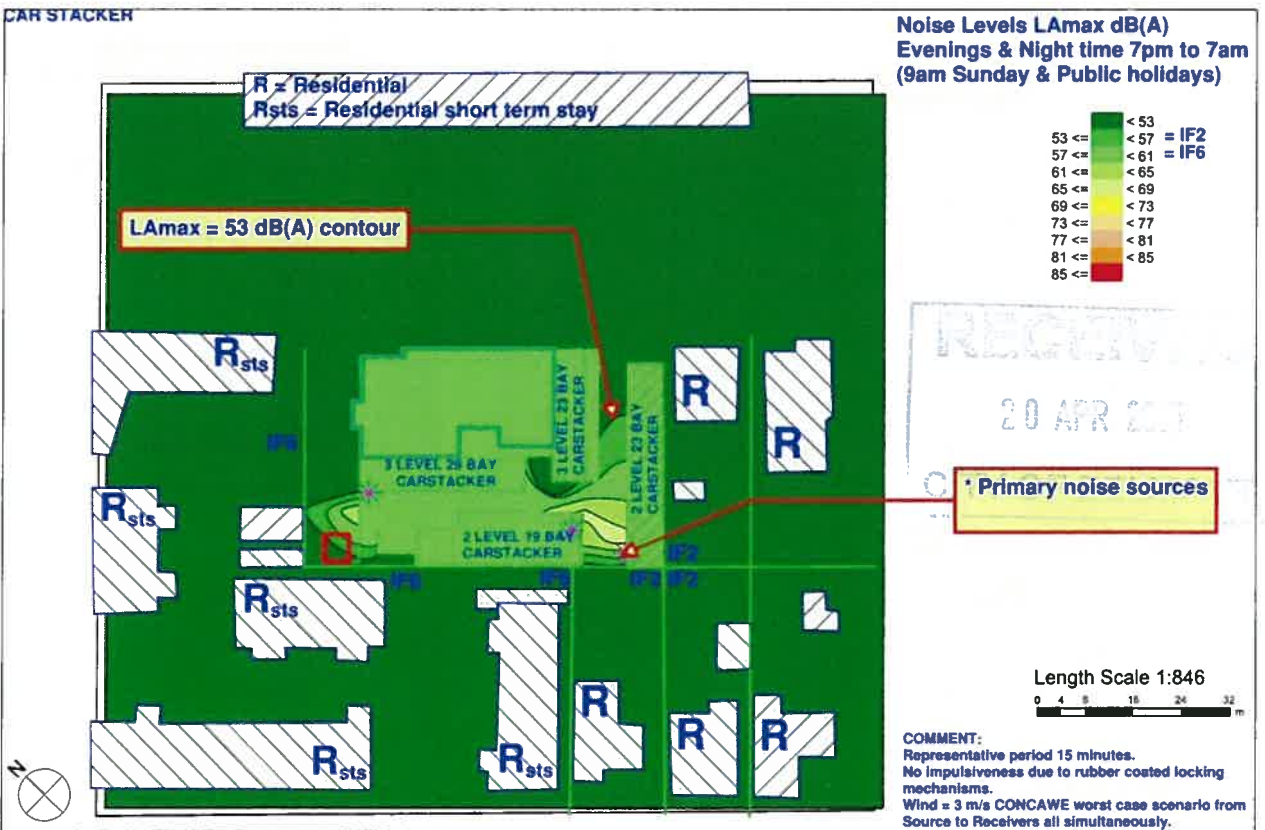 CAR STACKER
Noise Levels LAmax dB(A)
Evenings & Night time 7pm to 7am
(9am Sunday & Public holidays)
R = Residential
Rsts = Residential short term stay
< 53
53 <= < 57 = IF2
57 <= < 61 = IF6
61 <= < 65
65 <= < 69
69 <= < 73
73 <= < 77
77 <= < 81
81 <= < 85
85 <=
LAmax = 53 dB(A) contour
RECEIV
20 APR
Rsts
R
R
IF6
3 LEVEL 23 BAY
CARSTACKER
2 LEVEL 23 BAY
CARSTACKER
3 LEVEL 29 BAY
CARSTACKER
* Primary noise sources
Rsts
2 LEVEL 19 BAY
CARSTACKER
IF2
IF6
IF6
IF2
IF2
Rsts
R
R
R
Rsts
Rsts
Length Scale 1:846
0 4 8 16 24 32
m
N
COMMENT:
Representative period 15 minutes.
No impulsiveness due to rubber coated locking
mechanisms.
Wind = 3 m/s CONCAWE worst case scenario from
Source to Receivers all simultaneously.